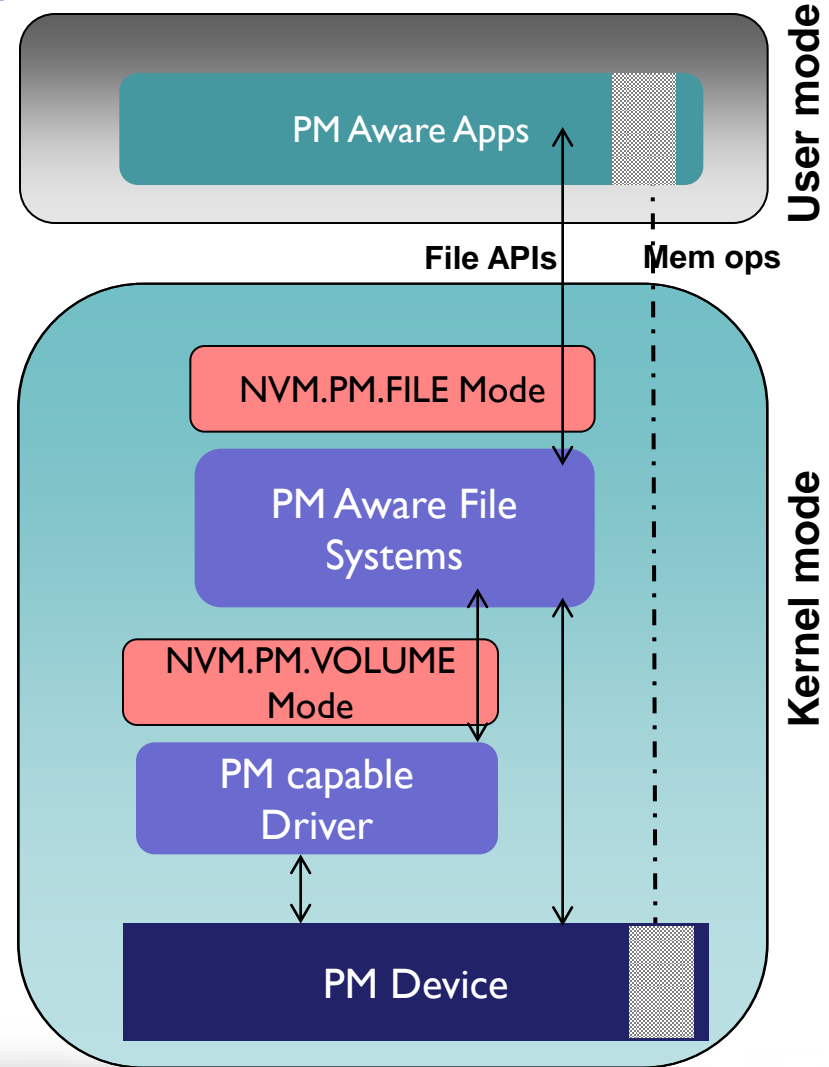 PM Aware Apps
User mode
File APIs
Mem ops
NVM.PM.FILE Mode
PM Aware File
Systems
Kernel mode
NVM.PM.VOLUME
Mode
PM capable
Driver
PM Device